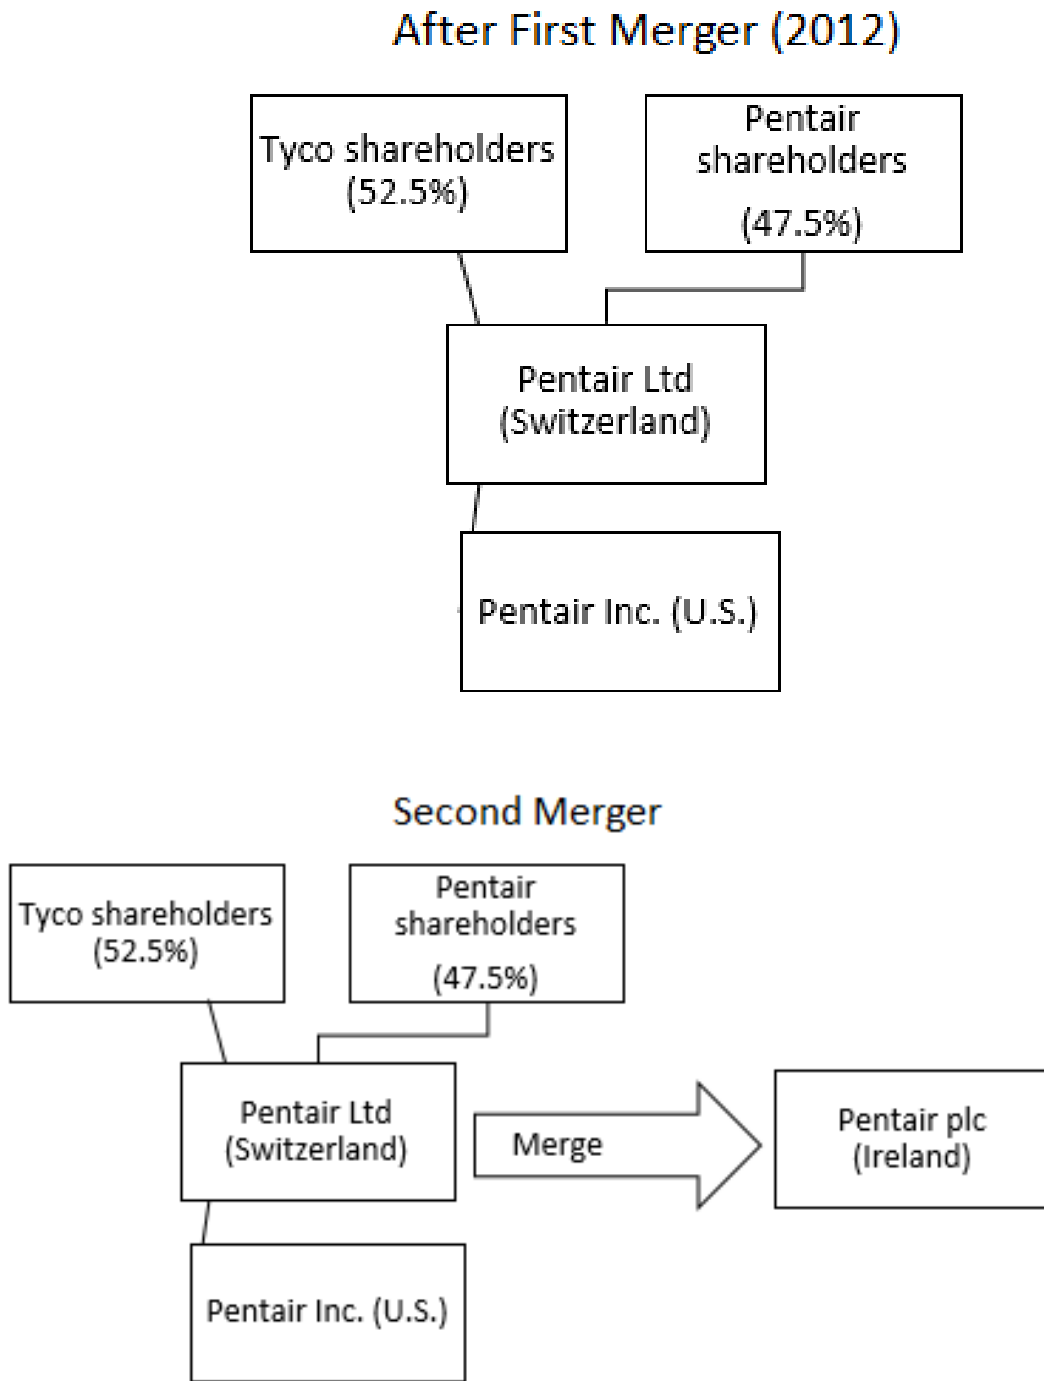 After First Merger (2012)
Tyco shareholders
(52.5%)
Pentair
shareholders
(47.5%)
Pentair Ltd
(Switzerland)
Pentair Inc. (U.S.)
Second Merger
Tyco shareholders
(52.5%)
Pentair
shareholders
(47.5%)
Pentair Ltd
(Switzerland)
Merge
Pentair plc
(Ireland)
Pentair Inc. (U.S.)